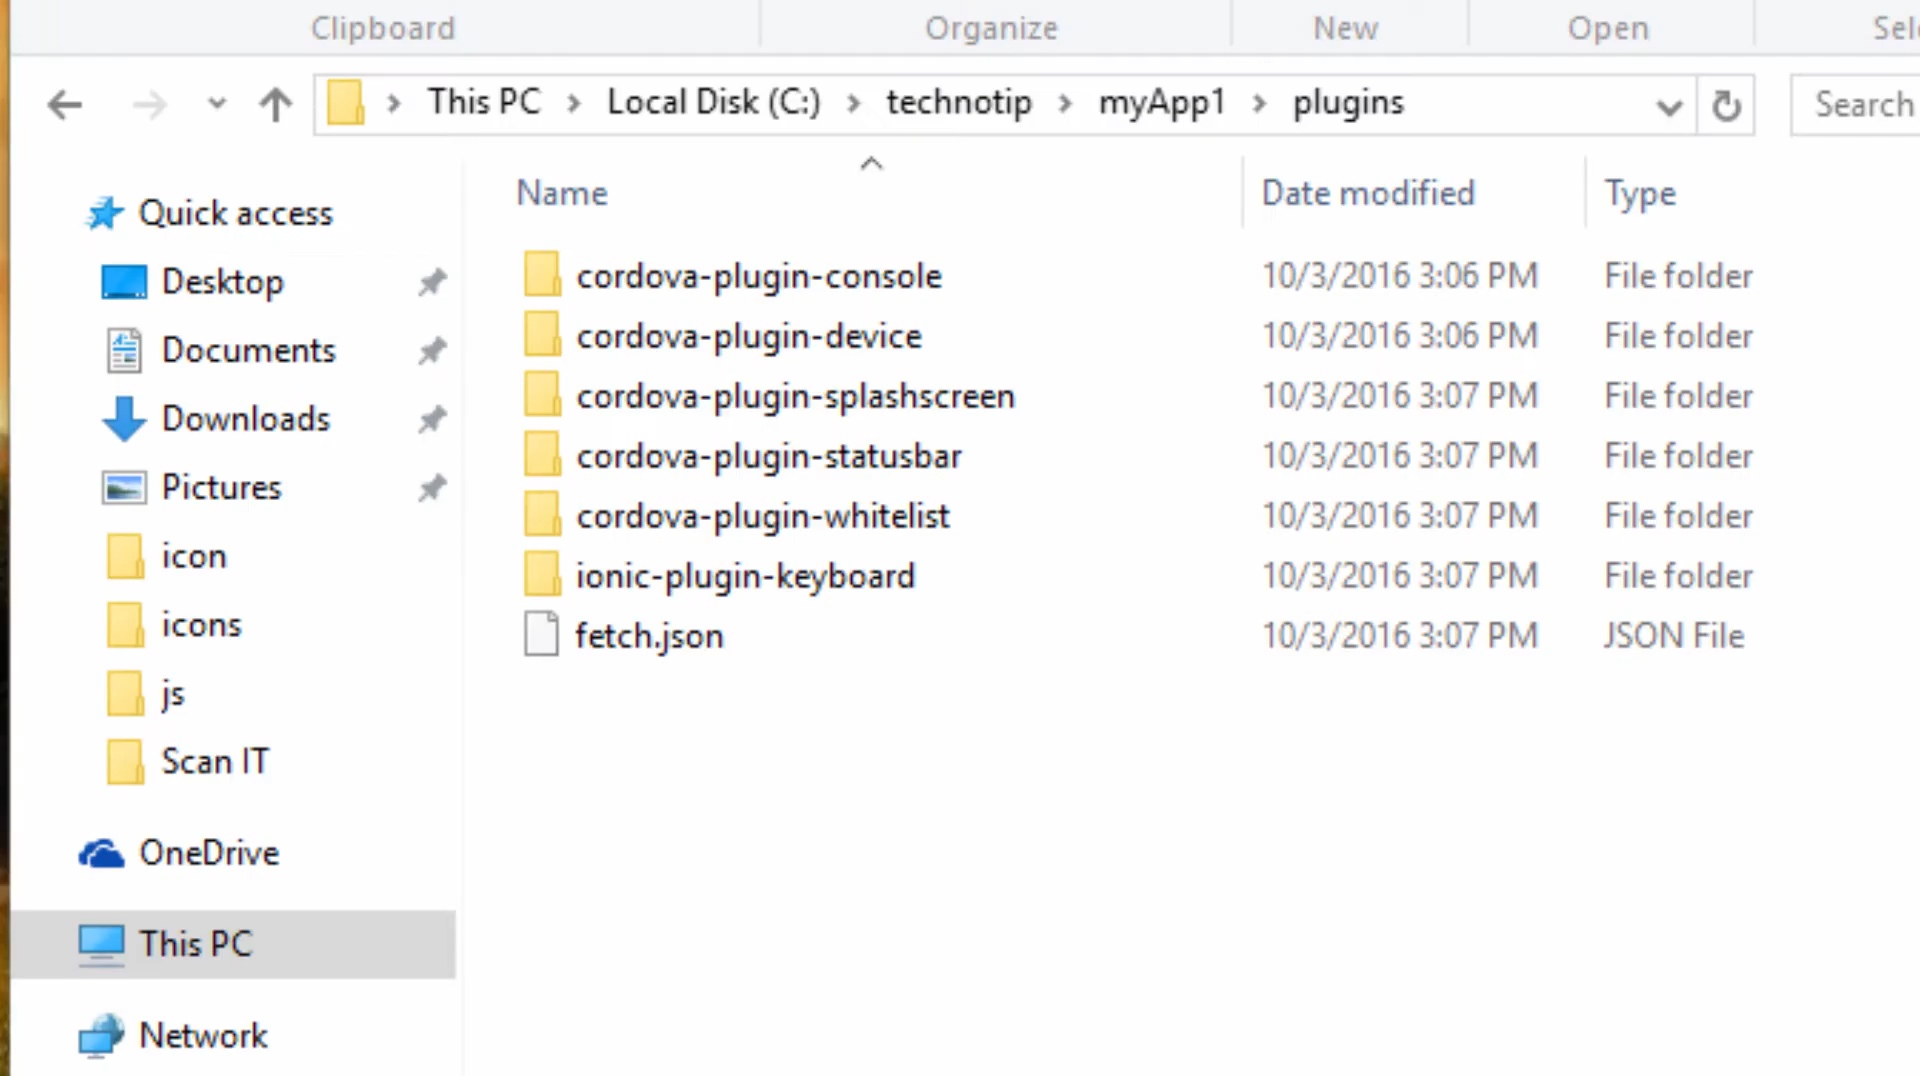 Clipboard Organize New Open Sel
This PC Local Disk (C:) technotip myApp1 plugins Search
Name Date modified Type
Quick access
Desktop
Documents
Downloads
Pictures
icon
icons
js
Scan IT
OneDrive
This PC
Network
cordova-plugin-console 10/3/2016 3:06 PM File folder
cordova-plugin-device 10/3/2016 3:06 PM File folder
cordova-plugin-splashscreen 10/3/2016 3:07 PM File folder
cordova-plugin-statusbar 10/3/2016 3:07 PM File folder
cordova-plugin-whitelist 10/3/2016 3:07 PM File folder
ionic-plugin-keyboard 10/3/2016 3:07 PM File folder
fetch.json 10/3/2016 3:07 PM JSON File